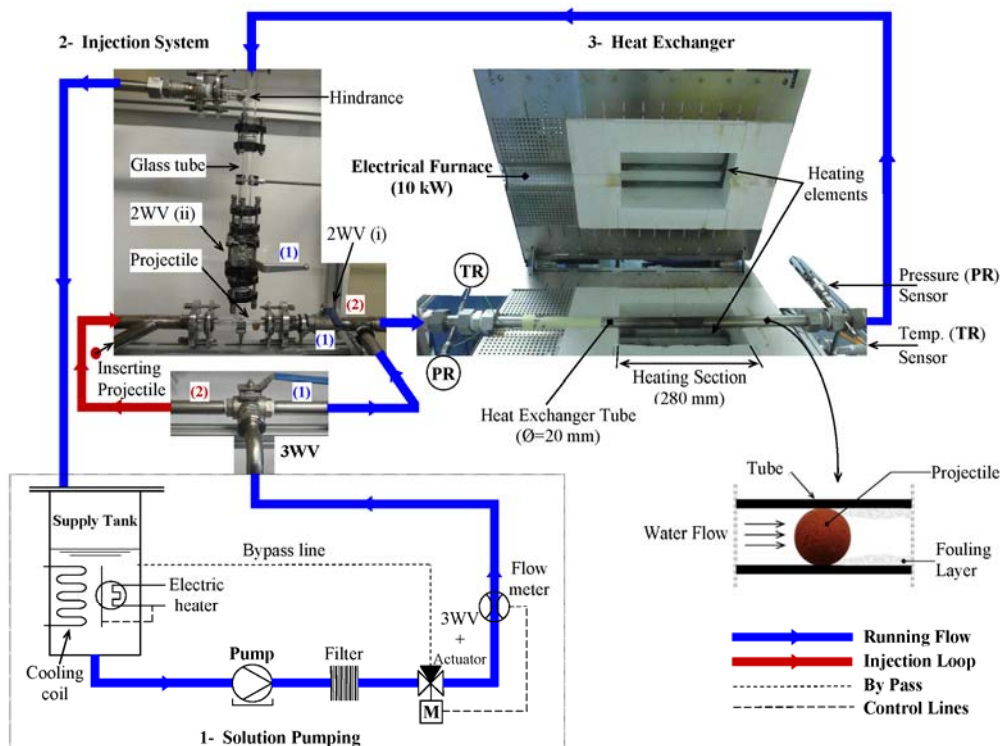 2- Injection System
3- Heat Exchanger
Hindrance
Glass tube
2WV (ii)
(1)
2WV (i)
Projectile
(2)
(1)
Inserting
Projectile
(2)
(1)
3WV
Electrical Furnace
(10 kW)
Heating
elements
TR
PR
Pressure (PR)
Sensor
Temp. (TR)
Sensor
Heating Section
(280 mm)
Heat Exchanger Tube
(Ø=20 mm)
Tube
Projectile
Water Flow
Fouling
Layer
Supply Tank
Bypass line
Electric
heater
Cooling
coil
Pump
Filter
3WV
+
Actuator
M
Flow
meter
1- Solution Pumping
Running Flow
Injection Loop
By Pass
Control Lines